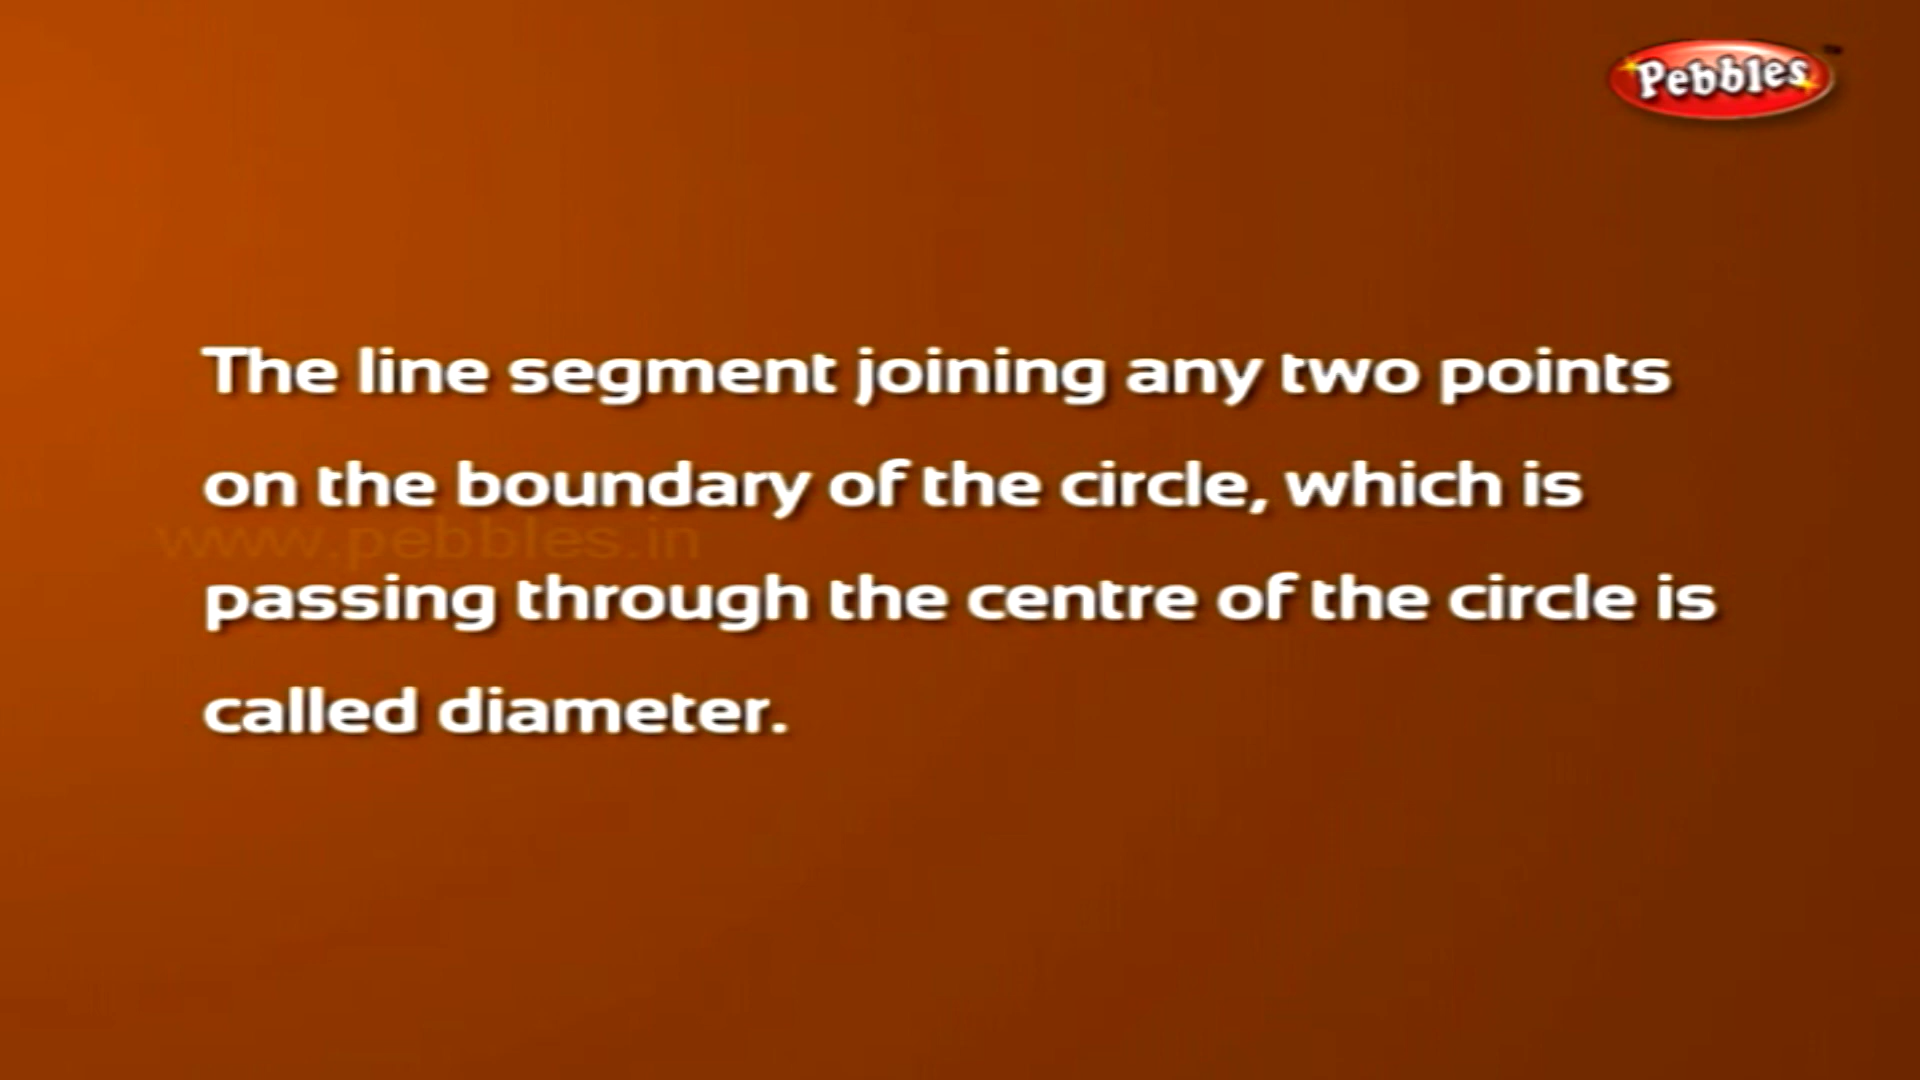 Pebbles™
The line segment joining any two points
on the boundary of the circle, which is
www.pebbles.in
passing through the centre of the circle is
called diameter.